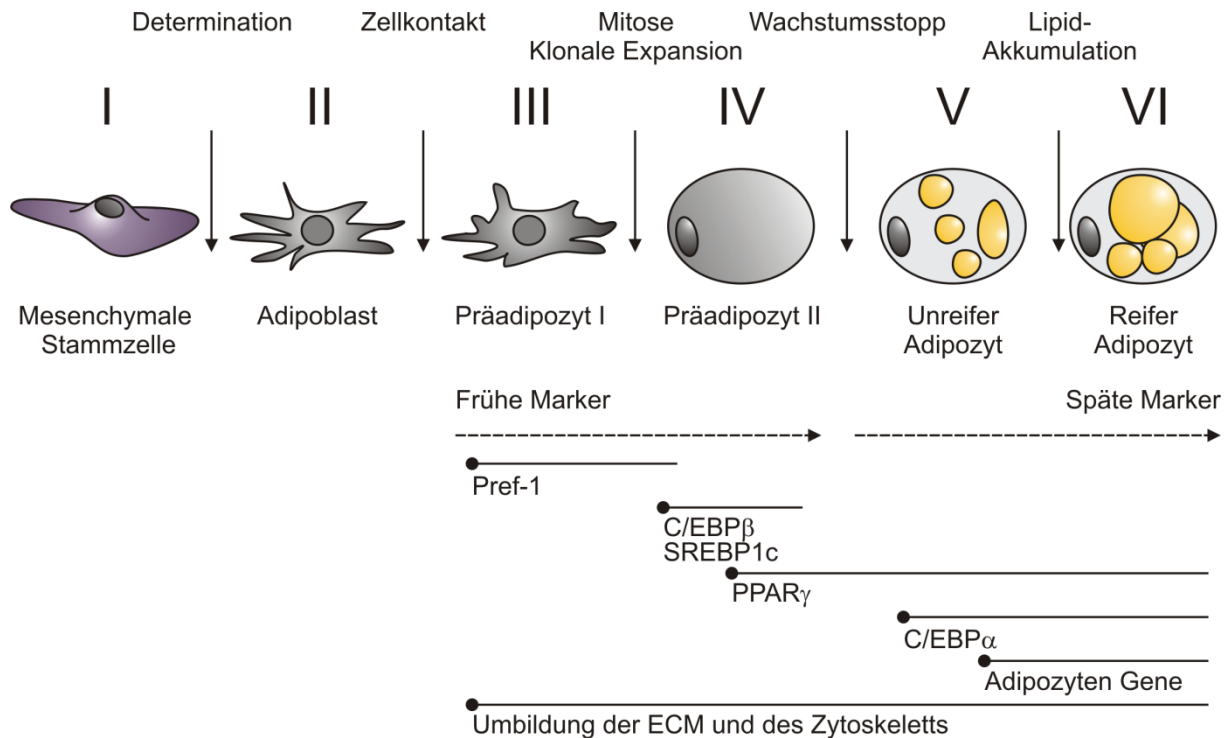 Determination
Zellkontakt
Mitose
Klonale Expansion
Wachstumsstopp
Lipid-
Akkumulation
I
II
III
IV
V
VI
Mesenchymale
Stammzelle
Adipoblast
Präadipozyt I
Präadipozyt II
Unreifer
Adipozyt
Reifer
Adipozyt
Frühe Marker
Späte Marker
Pref-1
C/EBPβ
SREBP1c
PPARγ
C/EBPα
Adipozyten Gene
Umbildung der ECM und des Zytoskeletts